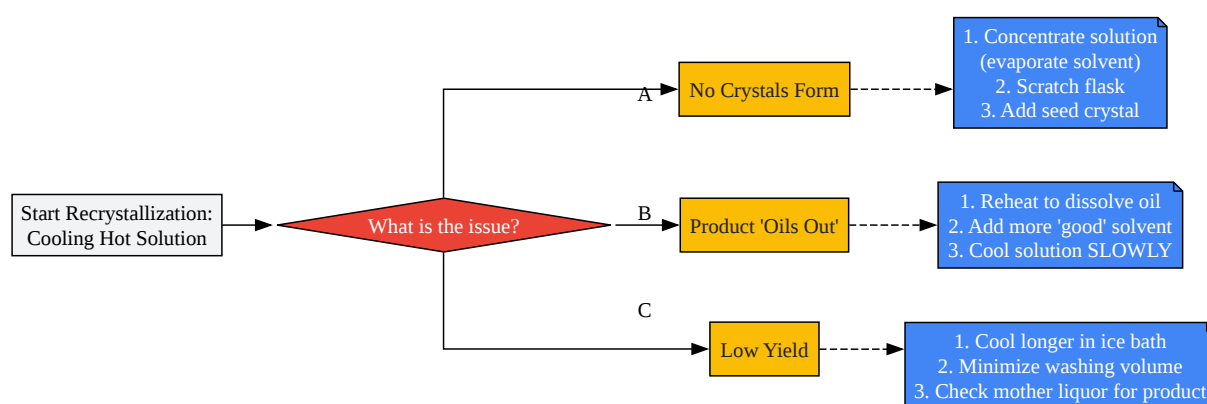 Start Recrystallization:
Cooling Hot Solution
What is the issue?
A
No Crystals Form
1. Concentrate solution
(evaporate solvent)
2. Scratch flask
3. Add seed crystal
B
Product 'Oils Out'
1. Reheat to dissolve oil
2. Add more 'good' solvent
3. Cool solution SLOWLY
C
Low Yield
1. Cool longer in ice bath
2. Minimize washing volume
3. Check mother liquor for product